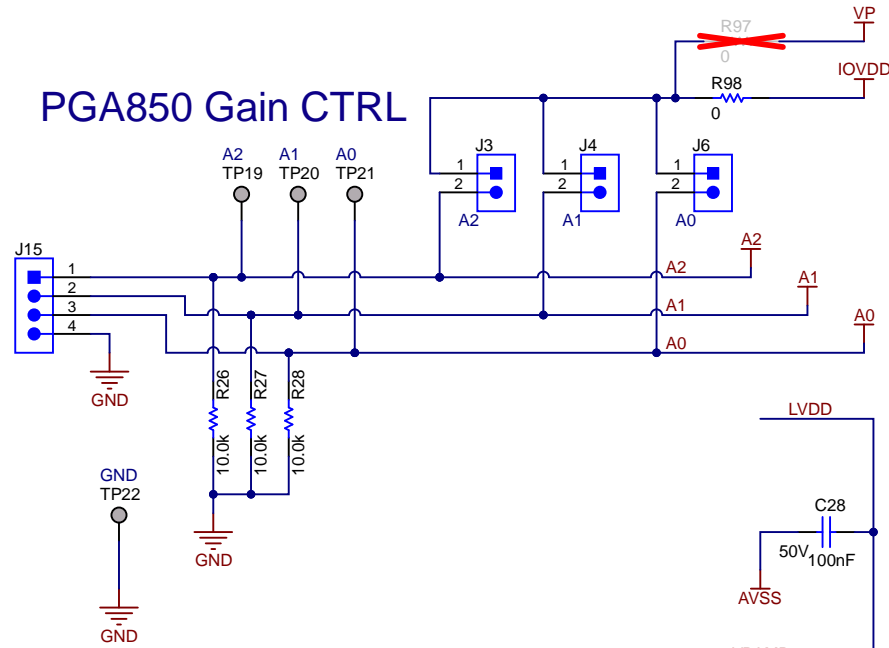 VP
R97
0
IOVDD
R98
0
PGA850 Gain CTRL
A2
TP19
A1
TP20
A0
TP21
J3
1
2
A2
J4
1
2
A1
J6
1
2
A0
J15
1
2
3
4
GND
A2
A2
A1
A1
A0
A0
R26
10.0k
R27
10.0k
R28
10.0k
GND
GND
TP22
GND
LVDD
C28
50V
100nF
AVSS